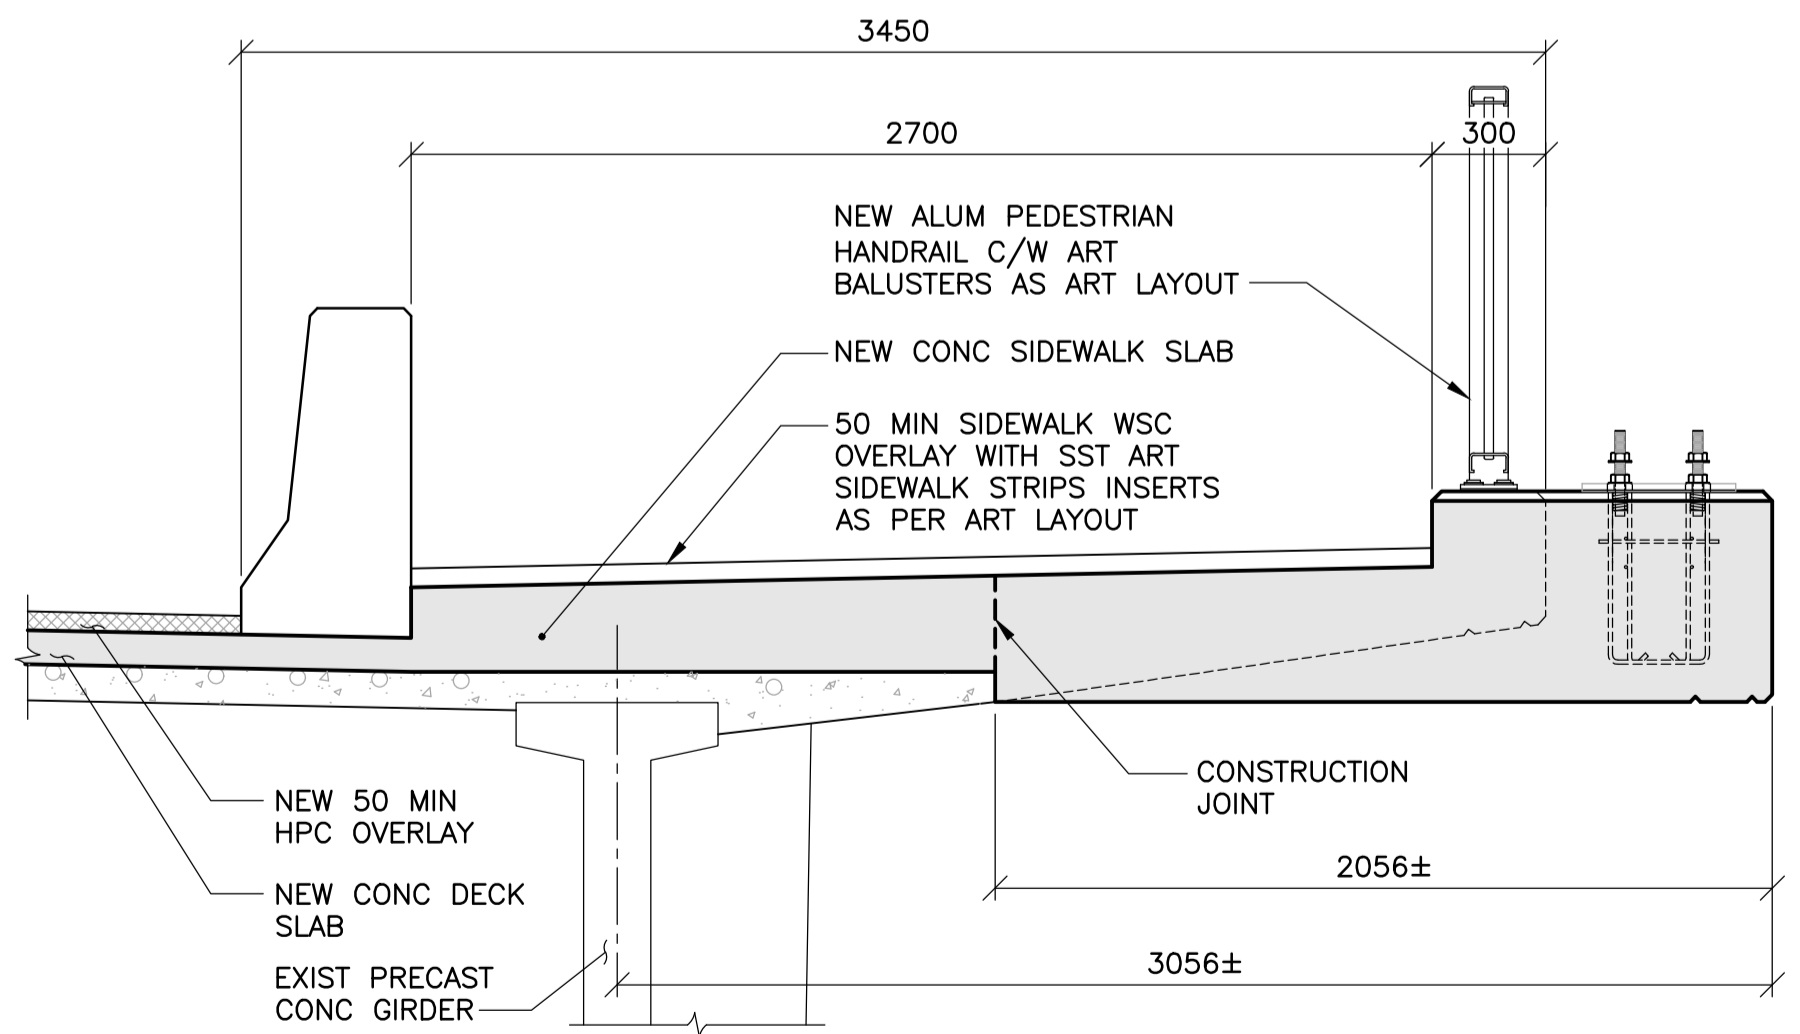 3450
2700
300
NEW ALUM PEDESTRIAN
HANDRAIL C/W ART
BALUSTERS AS ART LAYOUT
NEW CONC SIDEWALK SLAB
50 MIN SIDEWALK WSC
OVERLAY WITH SST ART
SIDEWALK STRIPS INSERTS
AS PER ART LAYOUT
CONSTRUCTION
JOINT
NEW 50 MIN
HPC OVERLAY
2056±
NEW CONC DECK
SLAB
3056±
EXIST PRECAST
CONC GIRDER